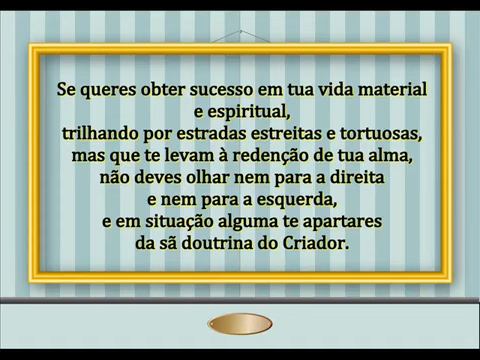 Se queres obter sucesso em tua vida material
e espiritual,
trilhando por estradas estreitas e tortuosas,
mas que te levam à redenção de tua alma,
não deves olhar nem para a direita
e nem para a esquerda,
e em situação alguma te apartares
da sã doutrina do Criador.